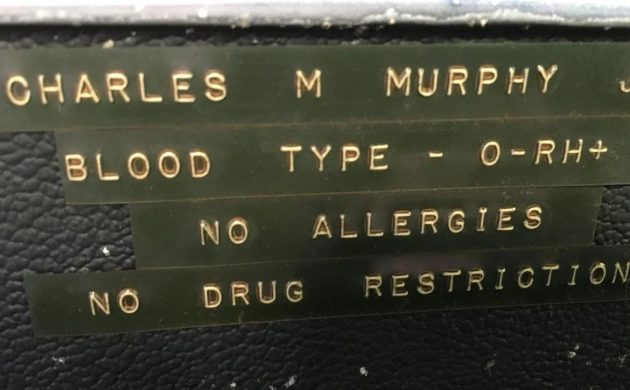 CHARLES M MURPHY J
BLOOD TYPE - O-RH+
NO ALLERGIES
NO DRUG RESTRICTION